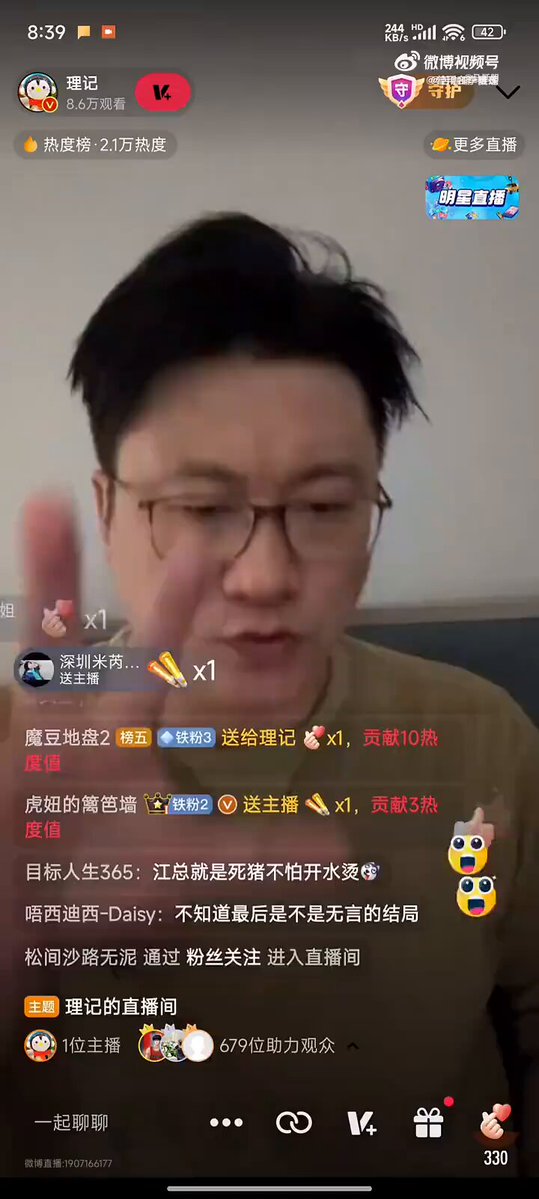 8:39
244
KB/s
HD
6
42
微博视频号
理记
8.6万观看
V+
守
守护
热度榜·2.1万热度
更多直播
明星直播
姐
x1
深圳米芮...
送主播
x1
魔豆地盘2 榜五 铁粉3 送给理记 x1，贡献10热
度值
虎妞的篱笆墙 铁粉2 送主播 x1，贡献3热
度值
目标人生365：江总就是死猪不怕开水烫
唔西迪西-Daisy：不知道最后是不是无言的结局
松间沙路无泥 通过 粉丝关注 进入直播间
主题 理记的直播间
1位主播 679位助力观众
一起聊聊
V+
330
微博直播:1907166177